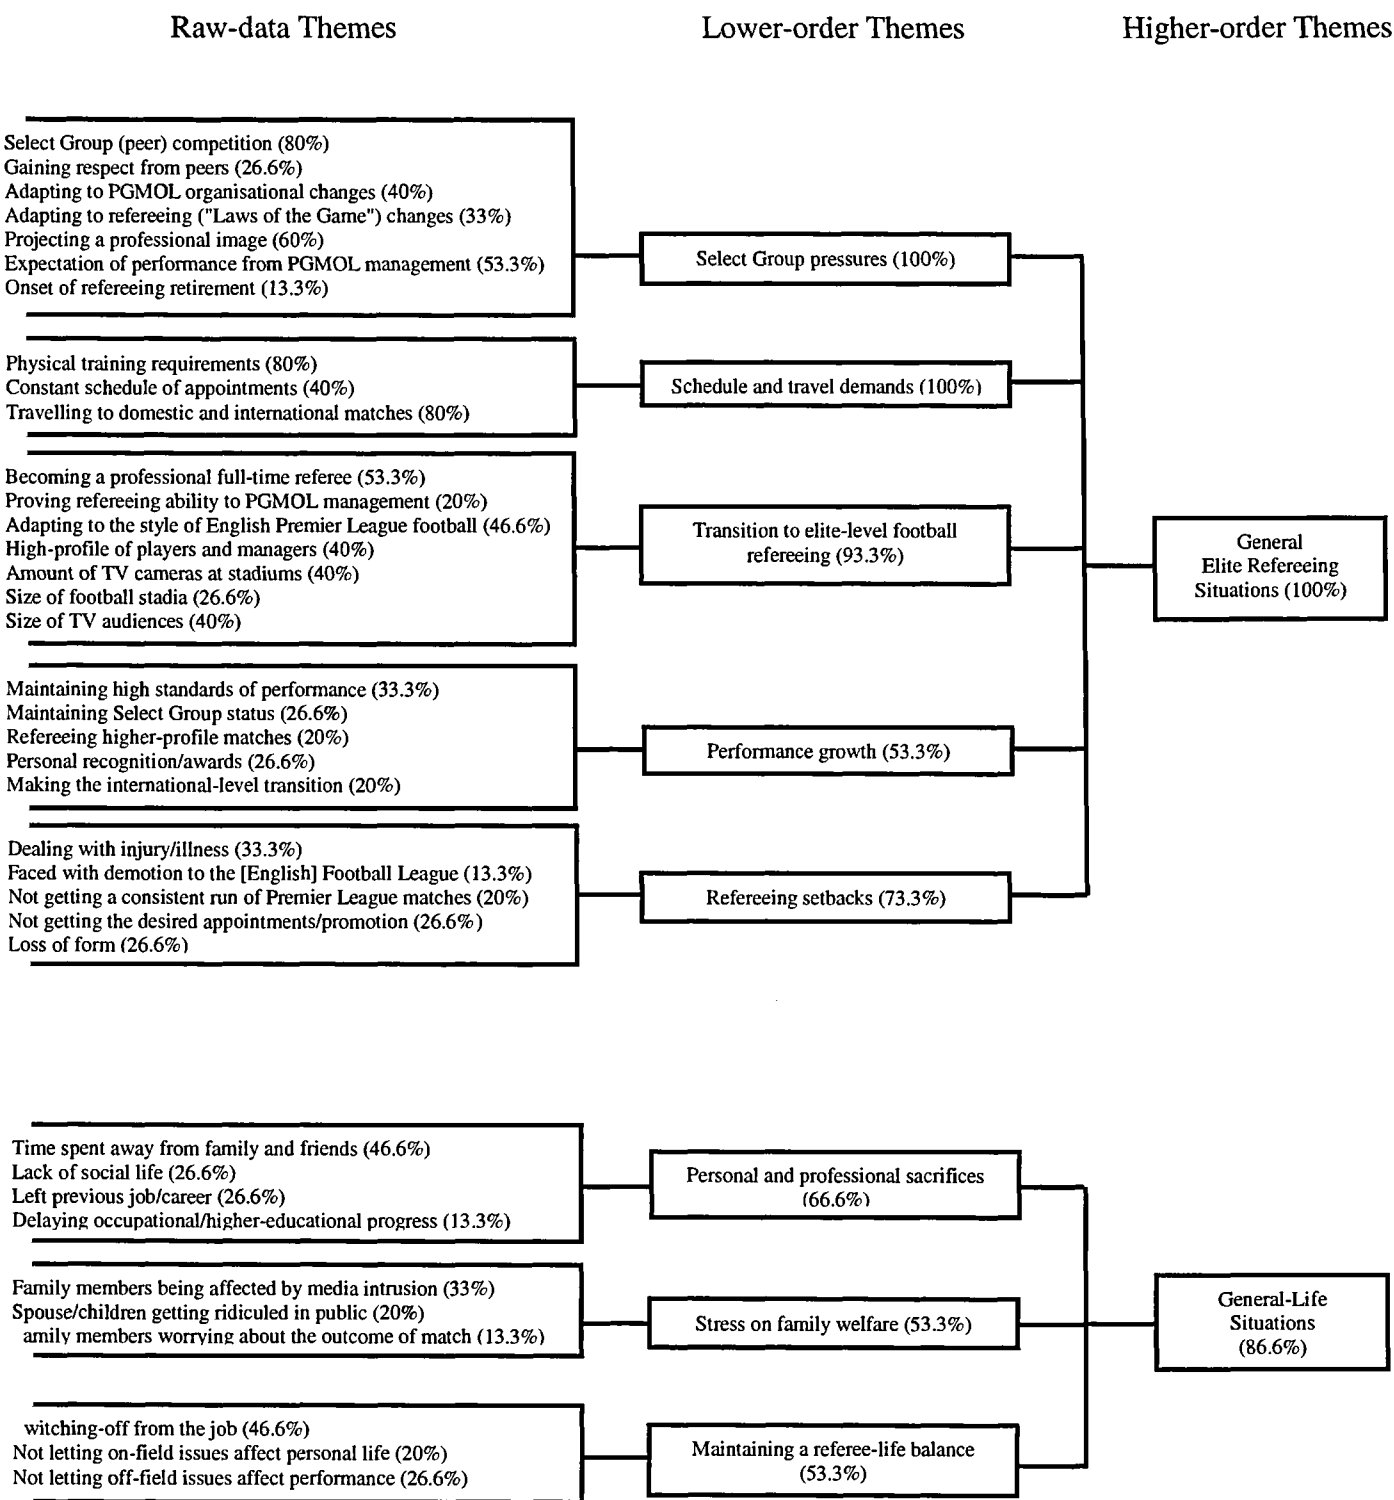 Raw-data Themes
Lower-order Themes
Higher-order Themes
Select Group (peer) competition (80%)
Gaining respect from peers (26.6%)
Adapting to PGMOL organisational changes (40%)
Adapting to refereeing ("Laws of the Game") changes (33%)
Projecting a professional image (60%)
Expectation of performance from PGMOL management (53.3%)
Onset of refereeing retirement (13.3%)
Select Group pressures (100%)
Physical training requirements (80%)
Constant schedule of appointments (40%)
Travelling to domestic and international matches (80%)
Schedule and travel demands (100%)
Becoming a professional full-time referee (53.3%)
Proving refereeing ability to PGMOL management (20%)
Adapting to the style of English Premier League football (46.6%)
High-profile of players and managers (40%)
Amount of TV cameras at stadiums (40%)
Size of football stadia (26.6%)
Size of TV audiences (40%)
Transition to elite-level football
refereeing (93.3%)
Maintaining high standards of performance (33.3%)
Maintaining Select Group status (26.6%)
Refereeing higher-profile matches (20%)
Personal recognition/awards (26.6%)
Making the international-level transition (20%)
Performance growth (53.3%)
Dealing with injury/illness (33.3%)
Faced with demotion to the [English] Football League (13.3%)
Not getting a consistent run of Premier League matches (20%)
Not getting the desired appointments/promotion (26.6%)
Loss of form (26.6%)
Refereeing setbacks (73.3%)
General
Elite Refereeing
Situations (100%)
Time spent away from family and friends (46.6%)
Lack of social life (26.6%)
Left previous job/career (26.6%)
Delaying occupational/higher-educational progress (13.3%)
Personal and professional sacrifices
(66.6%)
Family members being affected by media intrusion (33%)
Spouse/children getting ridiculed in public (20%)
amily members worrying about the outcome of match (13.3%)
Stress on family welfare (53.3%)
witching-off from the job (46.6%)
Not letting on-field issues affect personal life (20%)
Not letting off-field issues affect performance (26.6%)
Maintaining a referee-life balance
(53.3%)
General-Life
Situations
(86.6%)